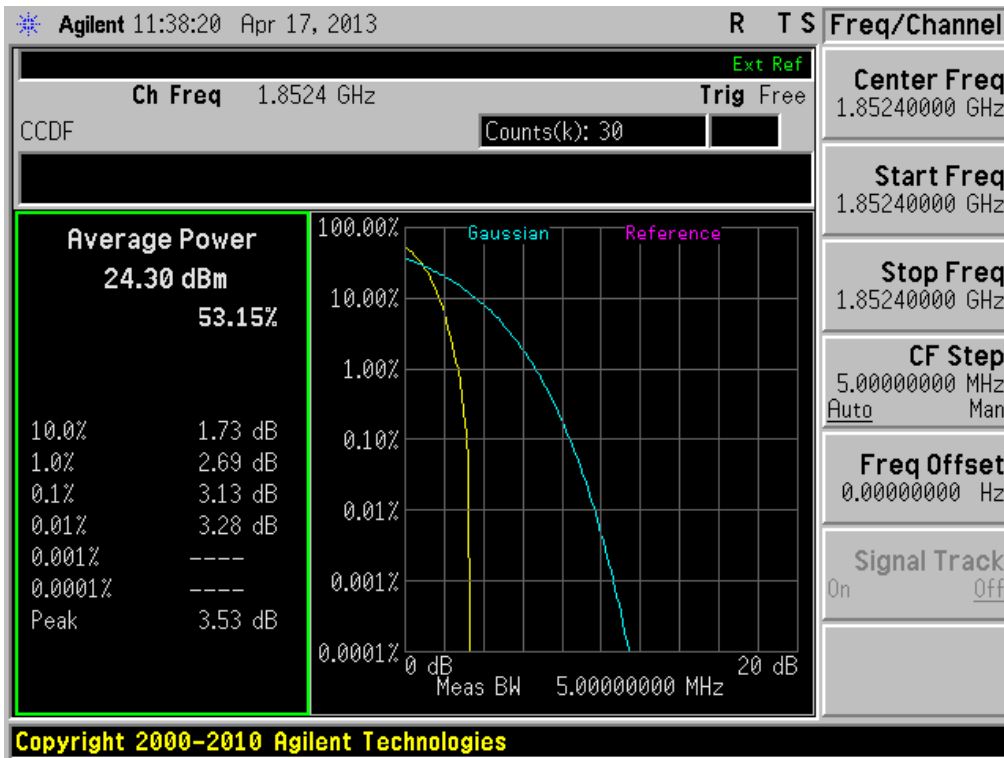 Agilent 11:38:20 Apr 17, 2013 R T S
Ext Ref
Ch Freq 1.8524 GHz Trig Free
CCDF Counts(k): 30
Average Power
24.30 dBm
53.15%
10.0% 1.73 dB
1.0% 2.69 dB
0.1% 3.13 dB
0.01% 3.28 dB
0.001% ----
0.0001% ----
Peak 3.53 dB
Gaussian Reference
100.00%
10.00%
1.00%
0.10%
0.01%
0.001%
0.0001%
0 dB 20 dB
Meas BW 5.00000000 MHz
Freq/Channel
Center Freq
1.85240000 GHz
Start Freq
1.85240000 GHz
Stop Freq
1.85240000 GHz
CF Step
5.00000000 MHz
Auto Man
Freq Offset
0.00000000 Hz
Signal Track
On Off
Copyright 2000-2010 Agilent Technologies